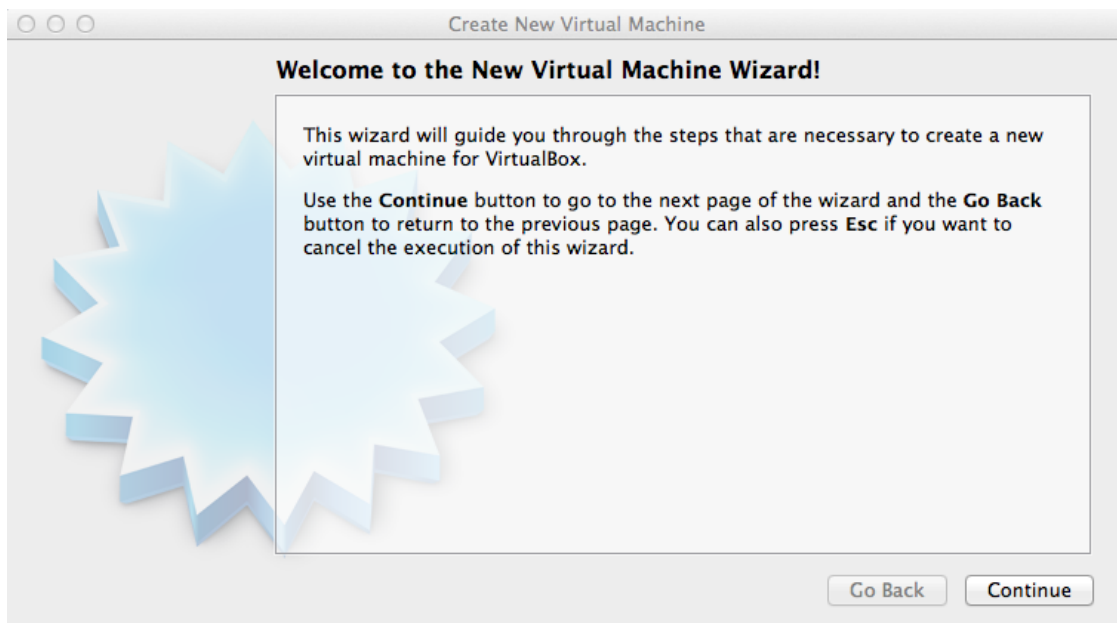 Create New Virtual Machine
Welcome to the New Virtual Machine Wizard!
This wizard will guide you through the steps that are necessary to create a new
virtual machine for VirtualBox.
Use the Continue button to go to the next page of the wizard and the Go Back
button to return to the previous page. You can also press Esc if you want to
cancel the execution of this wizard.
Go Back
Continue